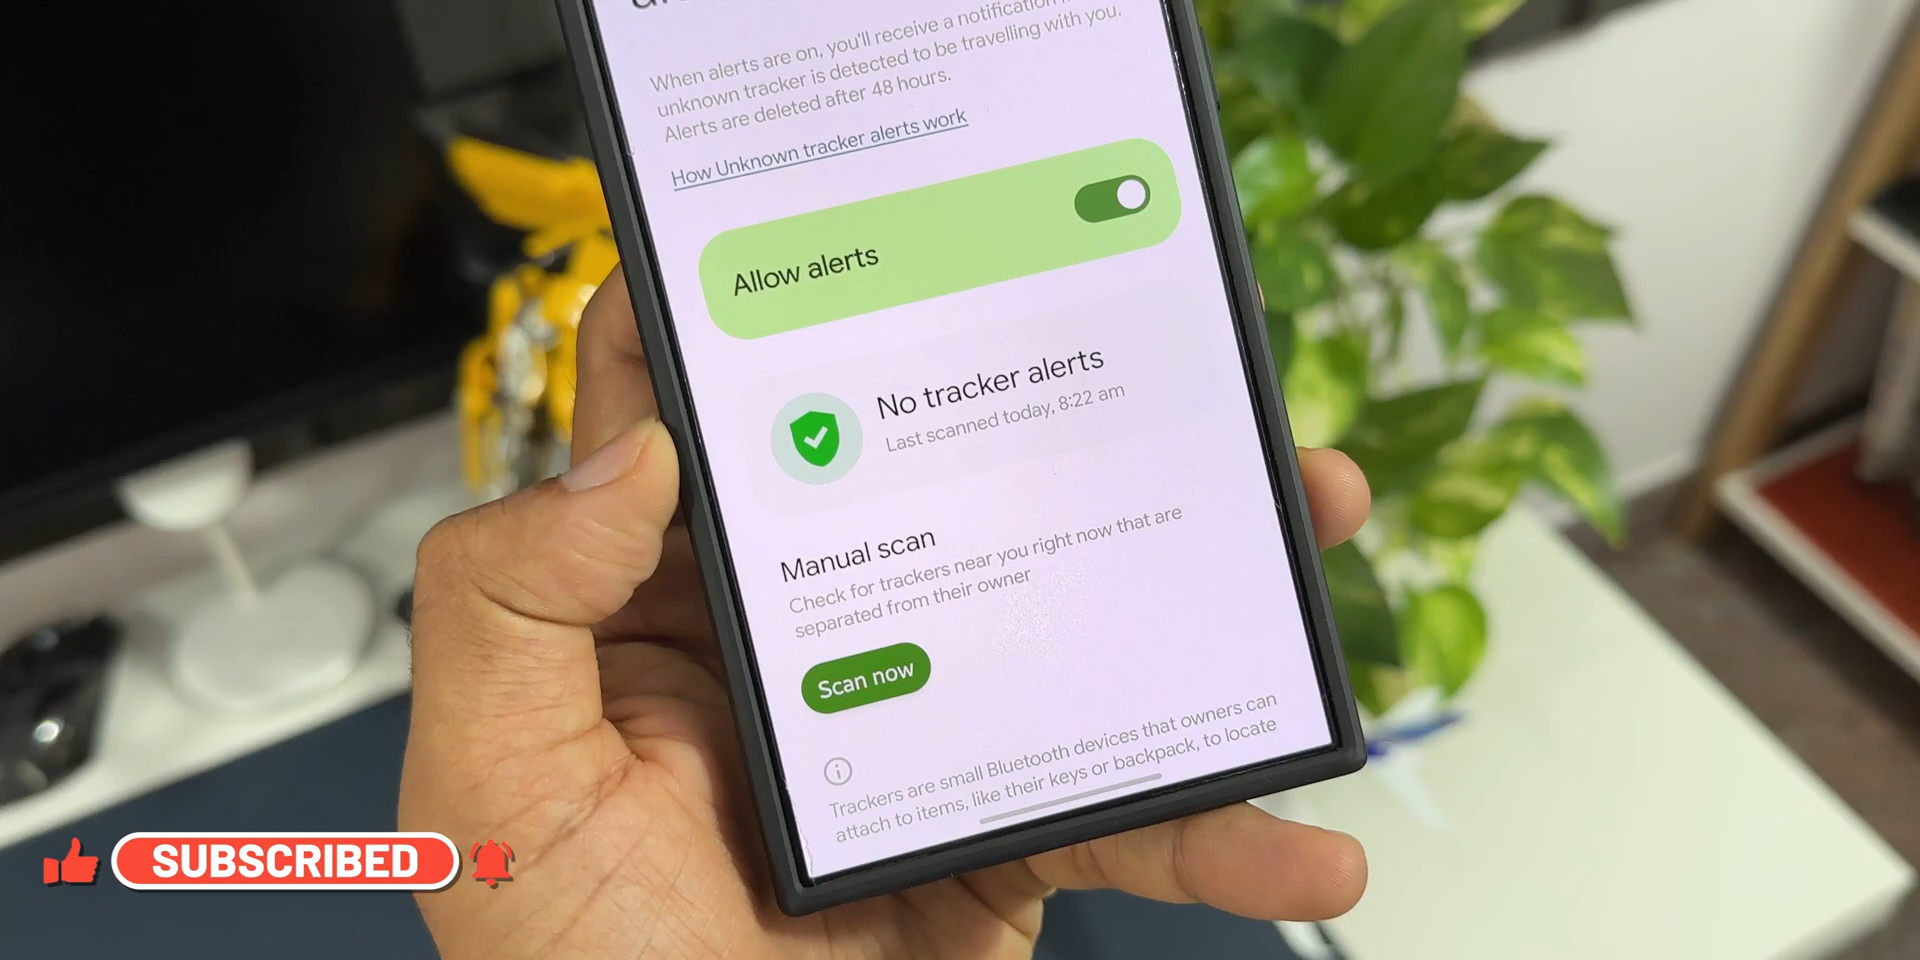 When alerts are on, you'll receive a notification
unknown tracker is detected to be travelling with you.
Alerts are deleted after 48 hours.
How Unknown tracker alerts work
Allow alerts
No tracker alerts
Last scanned today, 8:22 am
Manual scan
Check for trackers near you right now that are
separated from their owner
Scan now
Trackers are small Bluetooth devices that owners can
attach to items, like their keys or backpack, to locate
SUBSCRIBED